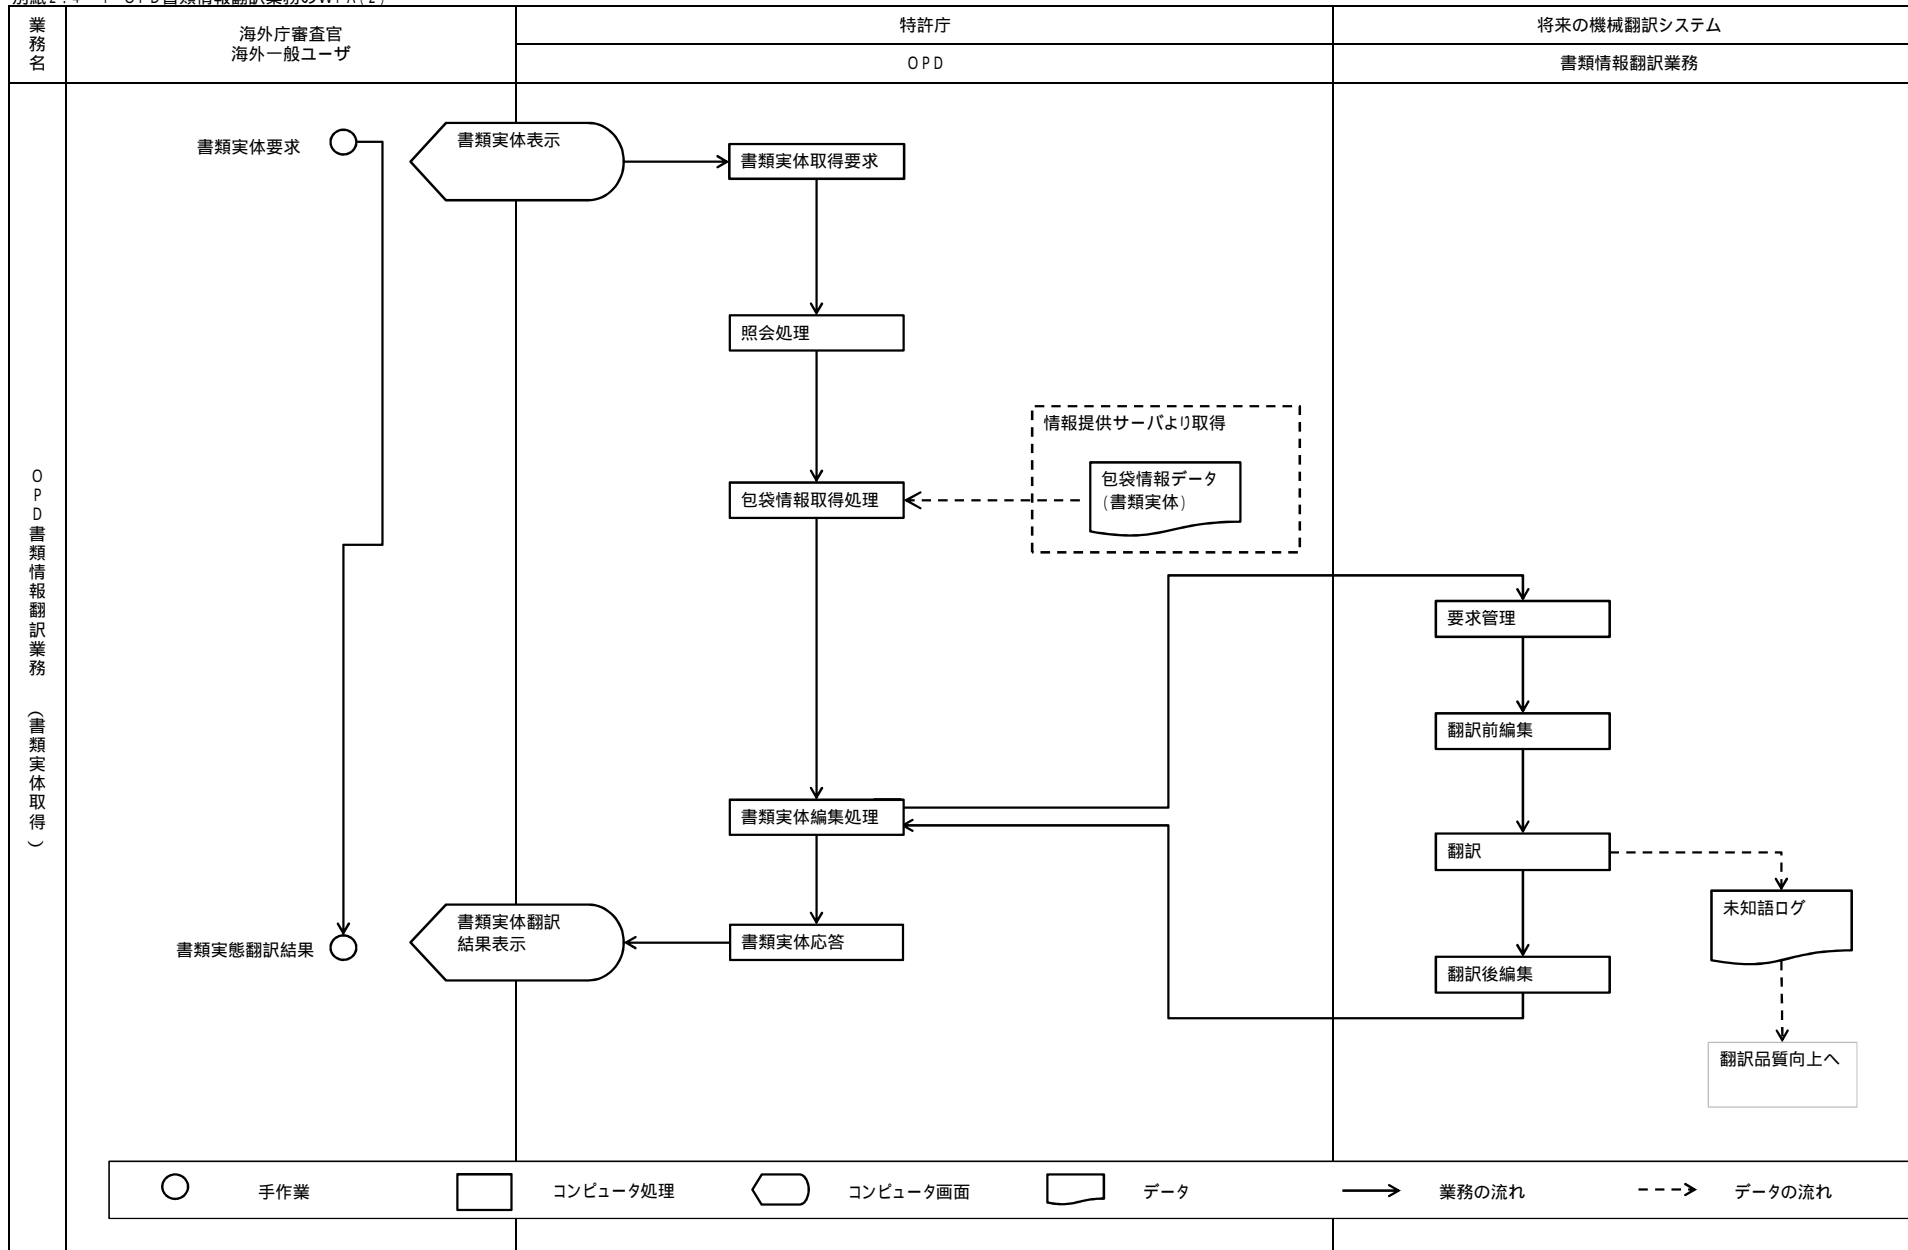 業務名
海外庁審査官
海外一般ユーザ
特許庁
将来の機械翻訳システム
OPD
書類情報翻訳業務
OPD書類情報翻訳業務 (書類実体取得)
書類実体要求
書類実体表示
書類実体取得要求
照会処理
情報提供サーバより取得
包袋情報取得処理
包袋情報データ
(書類実体)
要求管理
翻訳前編集
書類実体編集処理
翻訳
未知語ログ
書類実態翻訳結果
書類実体翻訳
結果表示
書類実体応答
翻訳後編集
翻訳品質向上へ
手作業
コンピュータ処理
コンピュータ画面
データ
業務の流れ
データの流れ